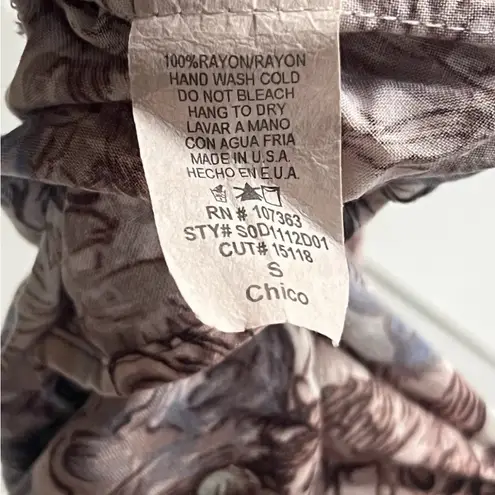 100%RAYON/RAYON
HAND WASH COLD
DO NOT BLEACH
HANG TO DRY
LAVAR A MANO
CON AGUA FRIA
MADE IN U.S.A.
HECHO EN E.U.A.
RN # 107363
STY# S0D1112D01
CUT# 15118
S
Chico